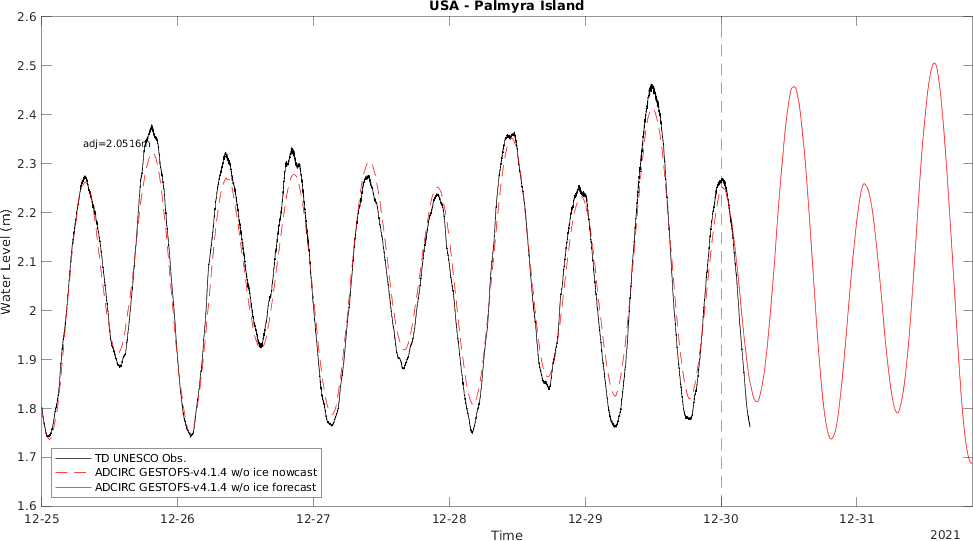 USA - Palmyra Island
2.6
2.5
2.4
2.3
2.2
2.1
2
1.9
1.8
1.7
1.6
Water Level (m)
adj=2.0516m
TD UNESCO Obs.
ADCIRC GESTOFS-v4.1.4 w/o ice nowcast
ADCIRC GESTOFS-v4.1.4 w/o ice forecast
12-25 12-26 12-27 12-28 12-29 12-30 12-31
Time
2021